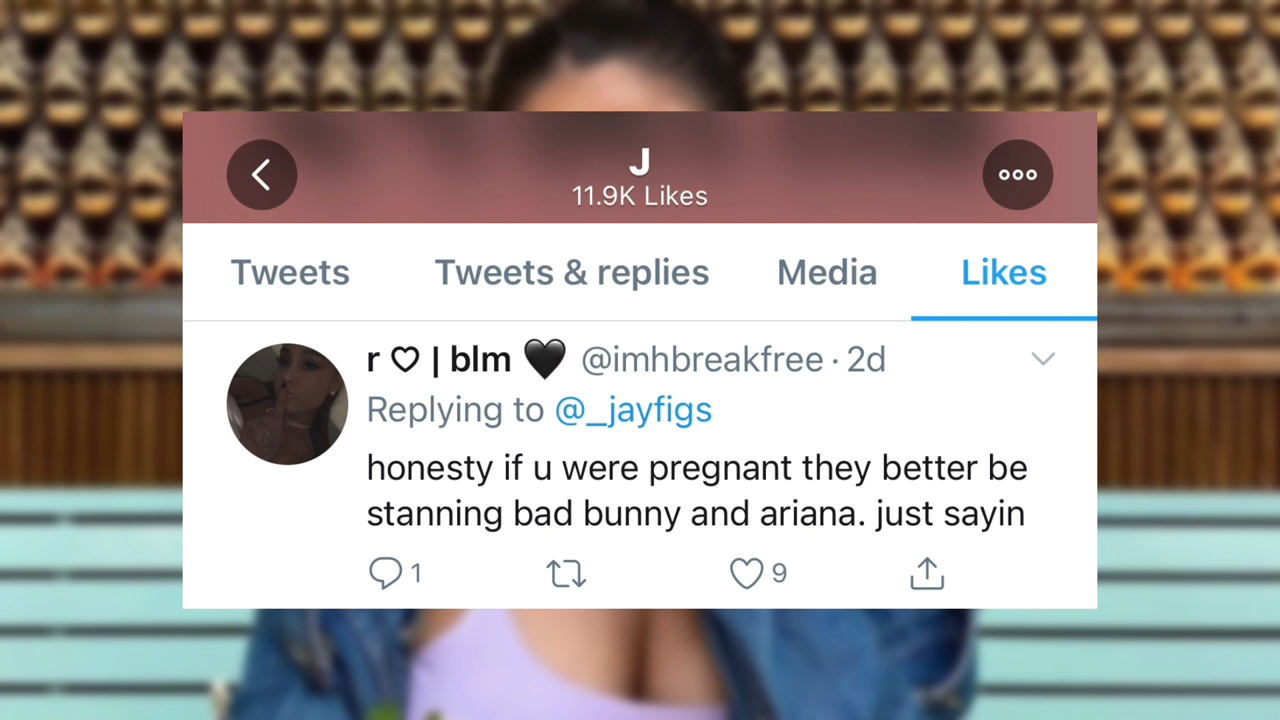 J
11.9K Likes
Tweets Tweets & replies Media Likes
r ♡ | blm 🖤 @imhbreakfree · 2d
Replying to @_jayfigs
honesty if u were pregnant they better be
stanning bad bunny and ariana. just sayin
1 9